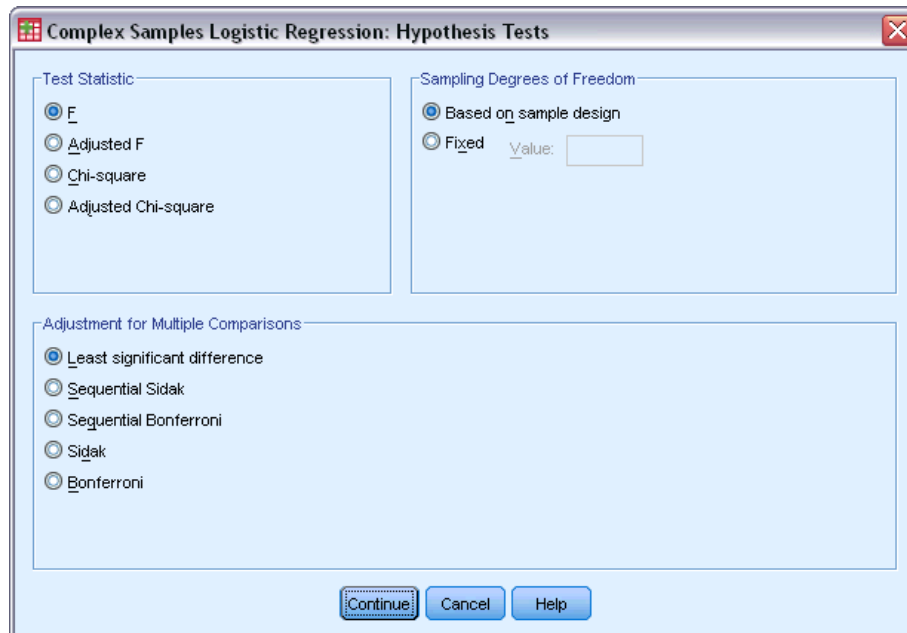 Complex Samples Logistic Regression: Hypothesis Tests
Test Statistic
F
Adjusted F
Chi-square
Adjusted Chi-square
Sampling Degrees of Freedom
Based on sample design
Fixed Value:
Adjustment for Multiple Comparisons
Least significant difference
Sequential Sidak
Sequential Bonferroni
Sidak
Bonferroni
Continue Cancel Help